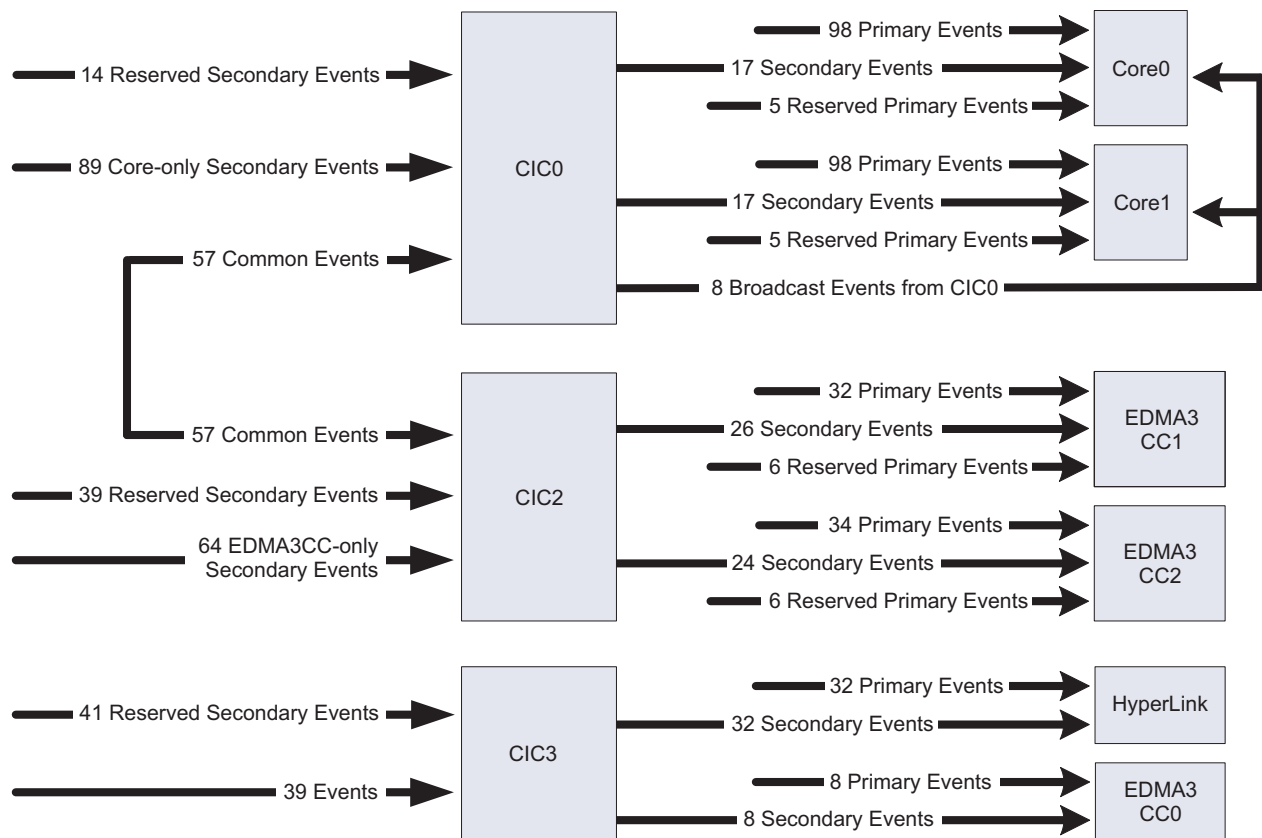 98 Primary Events
14 Reserved Secondary Events
17 Secondary Events
Core0
5 Reserved Primary Events
89 Core-only Secondary Events
CIC0
98 Primary Events
17 Secondary Events
Core1
5 Reserved Primary Events
57 Common Events
8 Broadcast Events from CIC0
32 Primary Events
57 Common Events
26 Secondary Events
EDMA3
CC1
6 Reserved Primary Events
39 Reserved Secondary Events
CIC2
34 Primary Events
64 EDMA3CC-only
Secondary Events
24 Secondary Events
EDMA3
CC2
6 Reserved Primary Events
41 Reserved Secondary Events
32 Primary Events
HyperLink
32 Secondary Events
CIC3
39 Events
8 Primary Events
EDMA3
CC0
8 Secondary Events